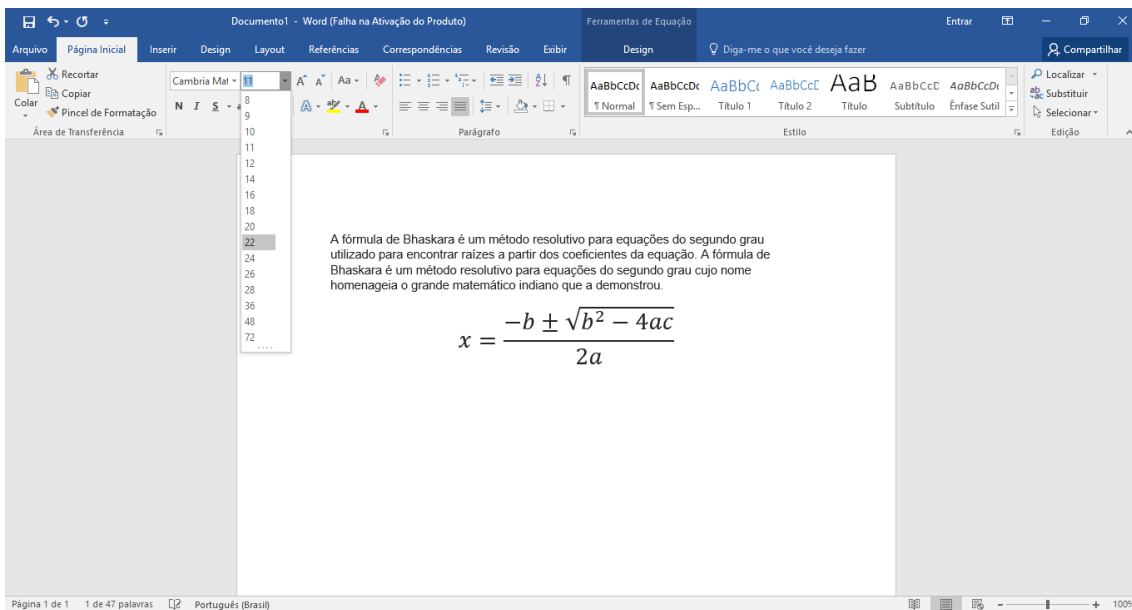 Documento1 - Word (Falha na Ativação do Produto)
Ferramentas de Equação
Entrar
Arquivo Página Inicial Inserir Design Layout Referências Correspondências Revisão Exibir Design Diga-me o que você deseja fazer Compartilhar
Colar
Recortar
Copiar
Pincel de Formatação
Área de Transferência
Cambria Mat 11
N I S
8
9
10
11
12
14
16
18
20
22
24
26
28
36
48
72
Aa
Parágrafo
AaBbCcDc AaBbCcDc AaBbCc AaBbCcC AaB AaBbCcC AaBbCcDc
¶ Normal ¶ Sem Esp... Título 1 Título 2 Título Subtítulo Ênfase Sutil
Estilo
Localizar
Substituir
Selecionar
Edição
A fórmula de Bhaskara é um método resolutivo para equações do segundo grau
utilizado para encontrar raízes a partir dos coeficientes da equação. A fórmula de
Bhaskara é um método resolutivo para equações do segundo grau cujo nome
homenageia o grande matemático indiano que a demonstrou.
x = (−b ± √(b² − 4ac)) / 2a
Página 1 de 1 1 de 47 palavras Português (Brasil)